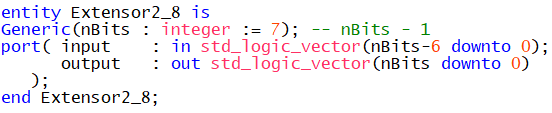 entity Extensor2_8 is
Generic(nBits : integer := 7); -- nBits - 1
port( input    : in std_logic_vector(nBits-6 downto 0);
      output   : out std_logic_vector(nBits downto 0)
   );
end Extensor2_8;